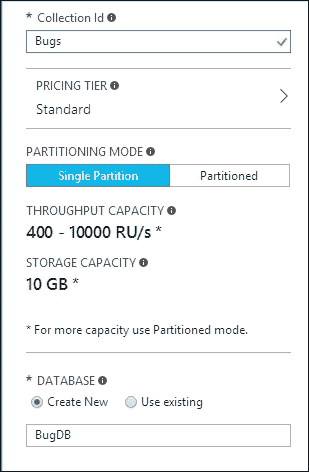 * Collection Id
Bugs
PRICING TIER
Standard
PARTITIONING MODE
Single Partition Partitioned
THROUGHPUT CAPACITY
400 - 10000 RU/s *
STORAGE CAPACITY
10 GB *
* For more capacity use Partitioned mode.
* DATABASE
Create New Use existing
BugDB